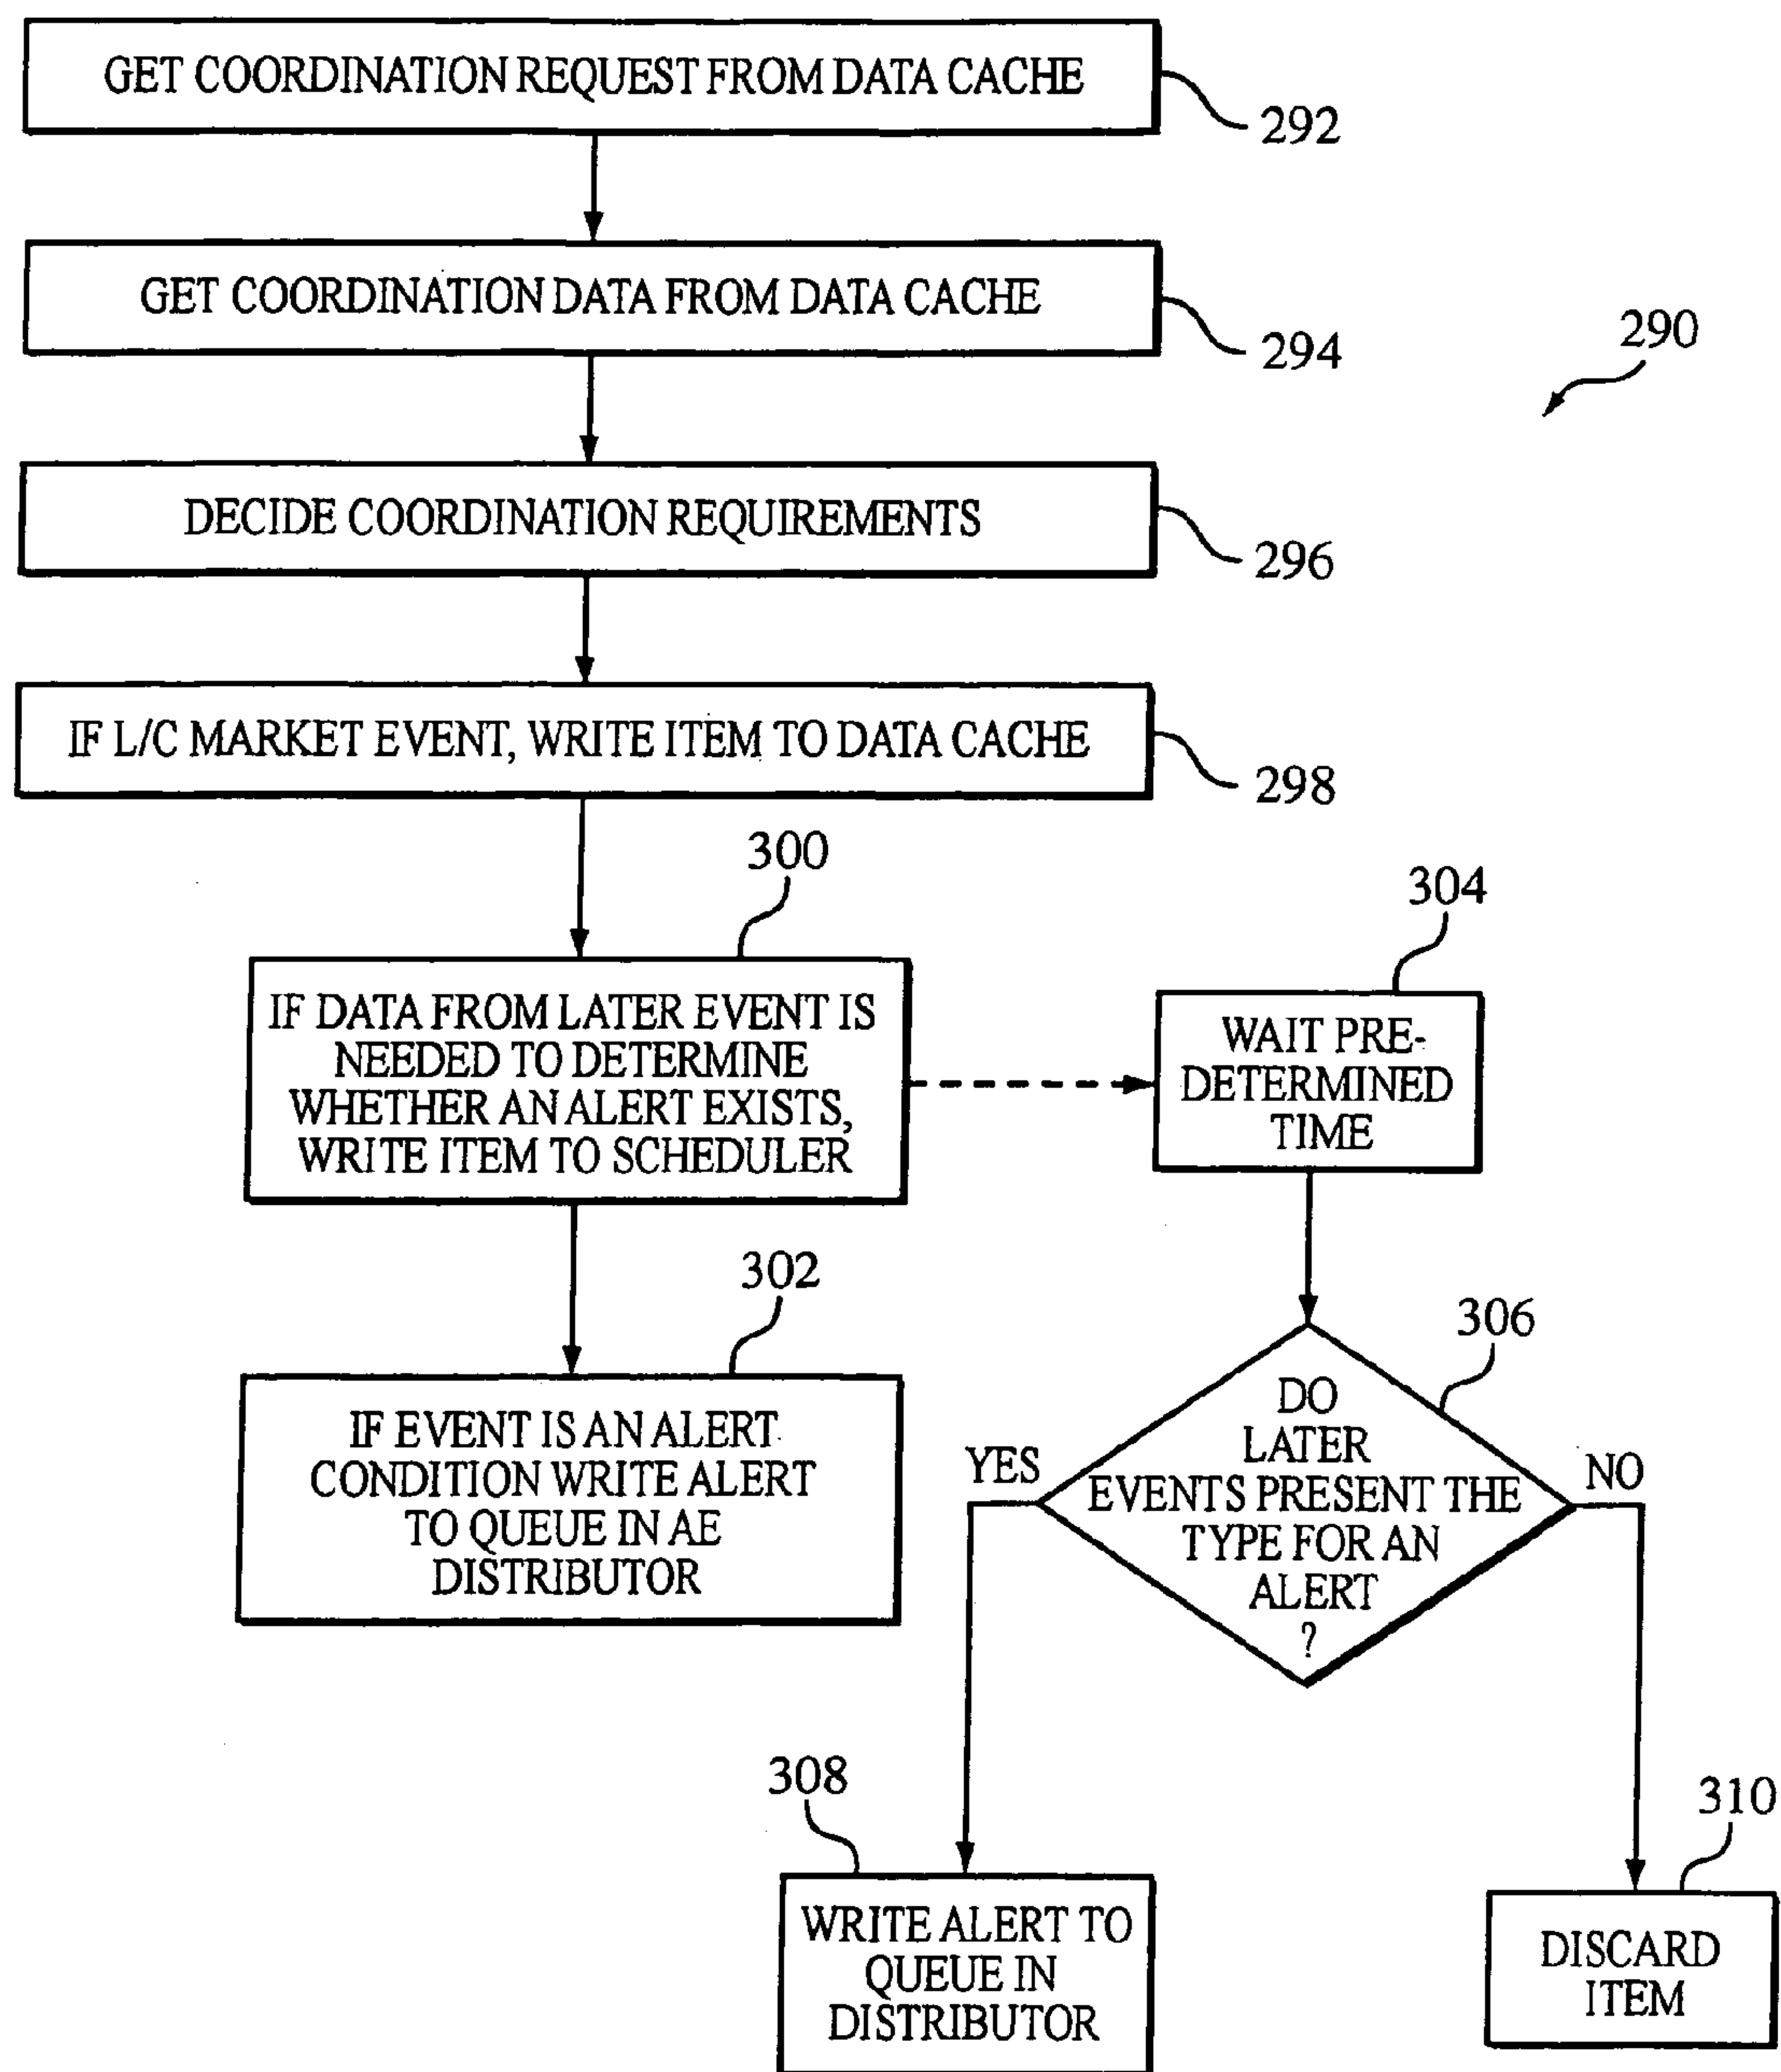 GET COORDINATION REQUEST FROM DATA CACHE
292
GET COORDINATION DATA FROM DATA CACHE
294
290
DECIDE COORDINATION REQUIREMENTS
296
IF L/C MARKET EVENT, WRITE ITEM TO DATA CACHE
298
300
IF DATA FROM LATER EVENT IS
NEEDED TO DETERMINE
WHETHER AN ALERT EXISTS,
WRITE ITEM TO SCHEDULER
304
WAIT PRE-
DETERMINED
TIME
302
IF EVENT IS AN ALERT
CONDITION WRITE ALERT
TO QUEUE IN AE
DISTRIBUTOR
306
DO
LATER
EVENTS PRESENT THE
TYPE FOR AN
ALERT
?
YES
NO
308
WRITE ALERT TO
QUEUE IN
DISTRIBUTOR
310
DISCARD
ITEM